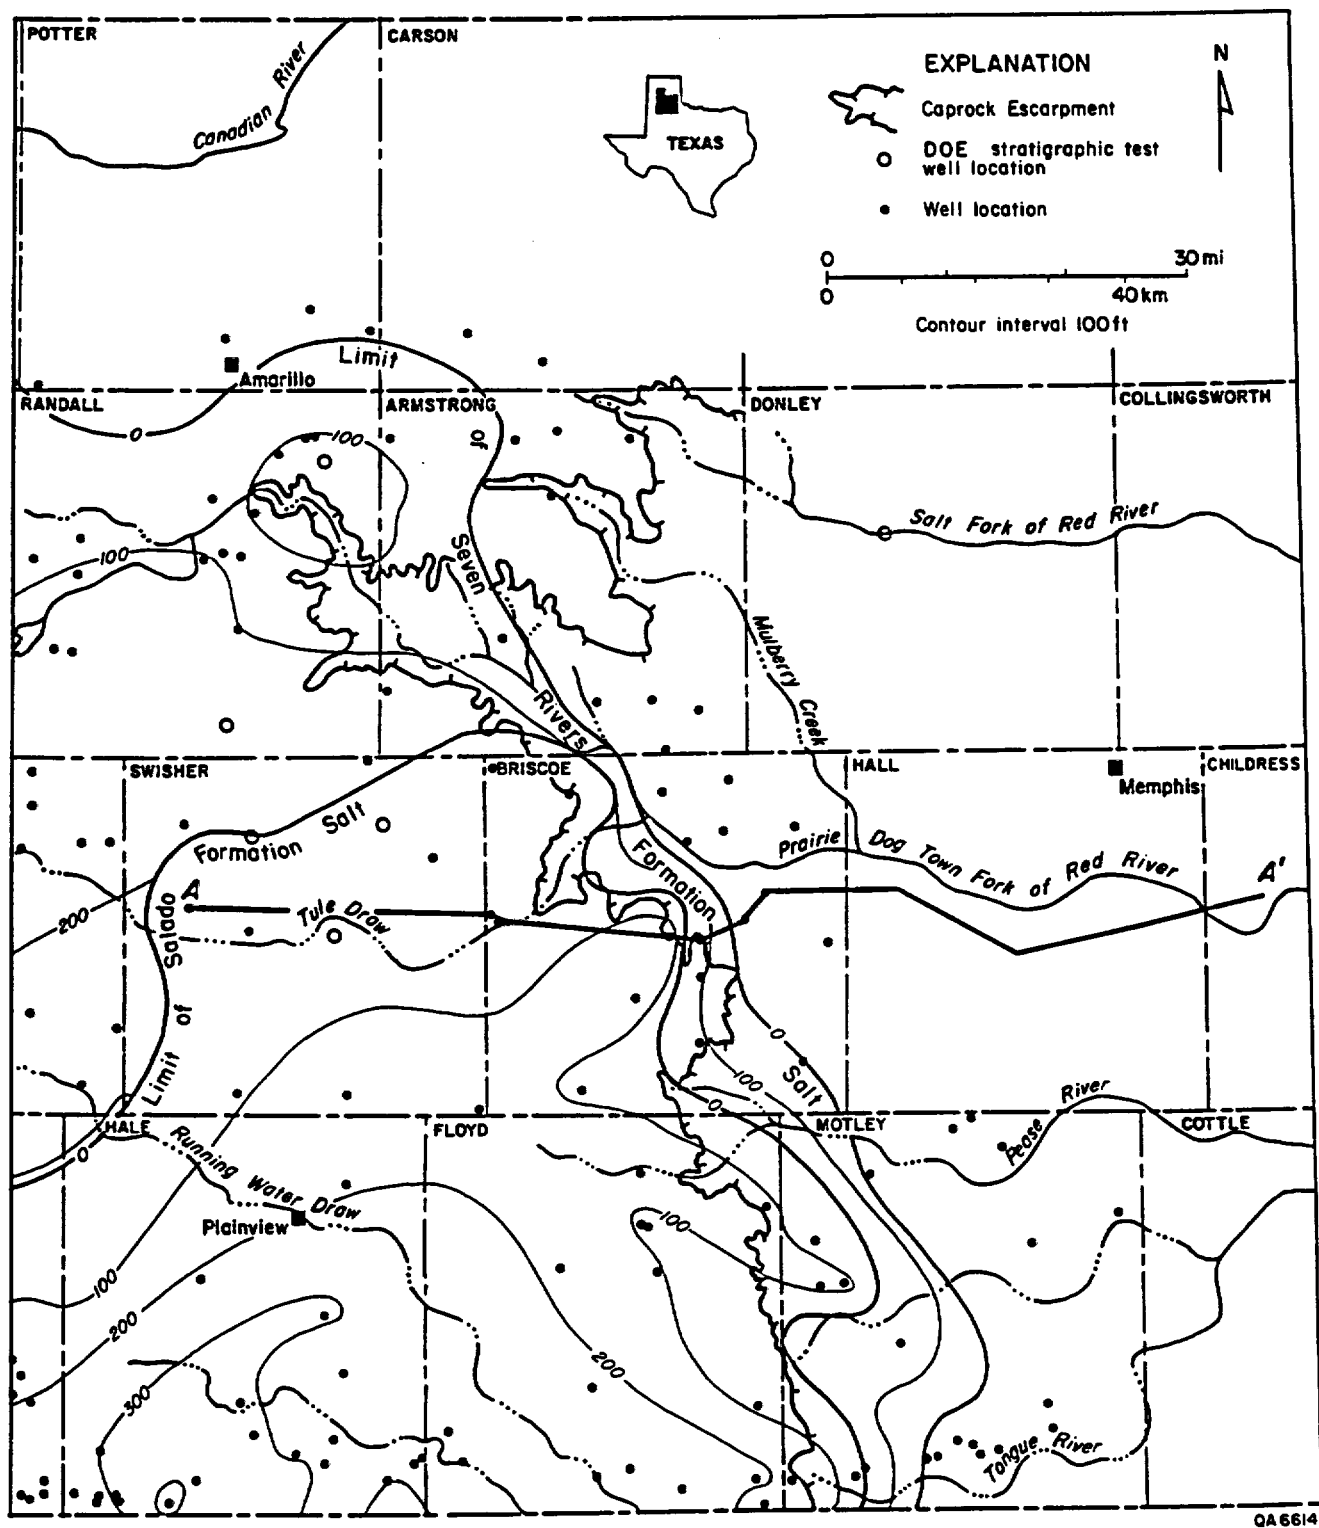 POTTER
CARSON
Canadian River
EXPLANATION
Caprock Escarpment
DOE stratigraphic test
well location
Well location
N
TEXAS
0 30 mi
0 40 km
Contour interval 100 ft
Limit
Amarillo
RANDALL
ARMSTRONG
DONLEY
COLLINGSWORTH
0
100
of
Salt Fork of Red River
Seven
100
Mulberry Creek
Rivers
SWISHER
BRISCOE
HALL
CHILDRESS
Memphis
Formation Salt
Formation
Prairie Dog Town Fork of Red River
A
A'
200
Tule Draw
Salado
of
Limit
0
Salt
100
0
River
Pease
HALE
FLOYD
MOTLEY
COTTLE
0
Running Water Draw
Plainview
100
100
200
200
300
Tongue River
QA6614